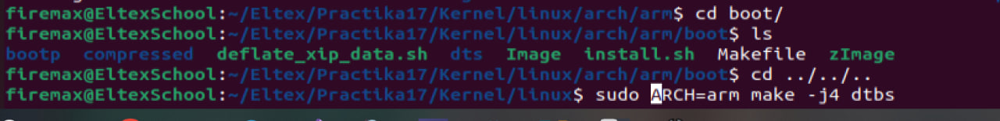 firemax@EltexSchool:~/Eltex/Practika17/Kernel/linux/arch/arm$ cd boot/
firemax@EltexSchool:~/Eltex/Practika17/Kernel/linux/arch/arm/boot$ ls
bootp compressed deflate_xip_data.sh dts Image install.sh Makefile zImage
firemax@EltexSchool:~/Eltex/Practika17/Kernel/linux/arch/arm/boot$ cd ../../..
firemax@EltexSchool:~/Eltex/Practika17/Kernel/linux$ sudo ARCH=arm make -j4 dtbs